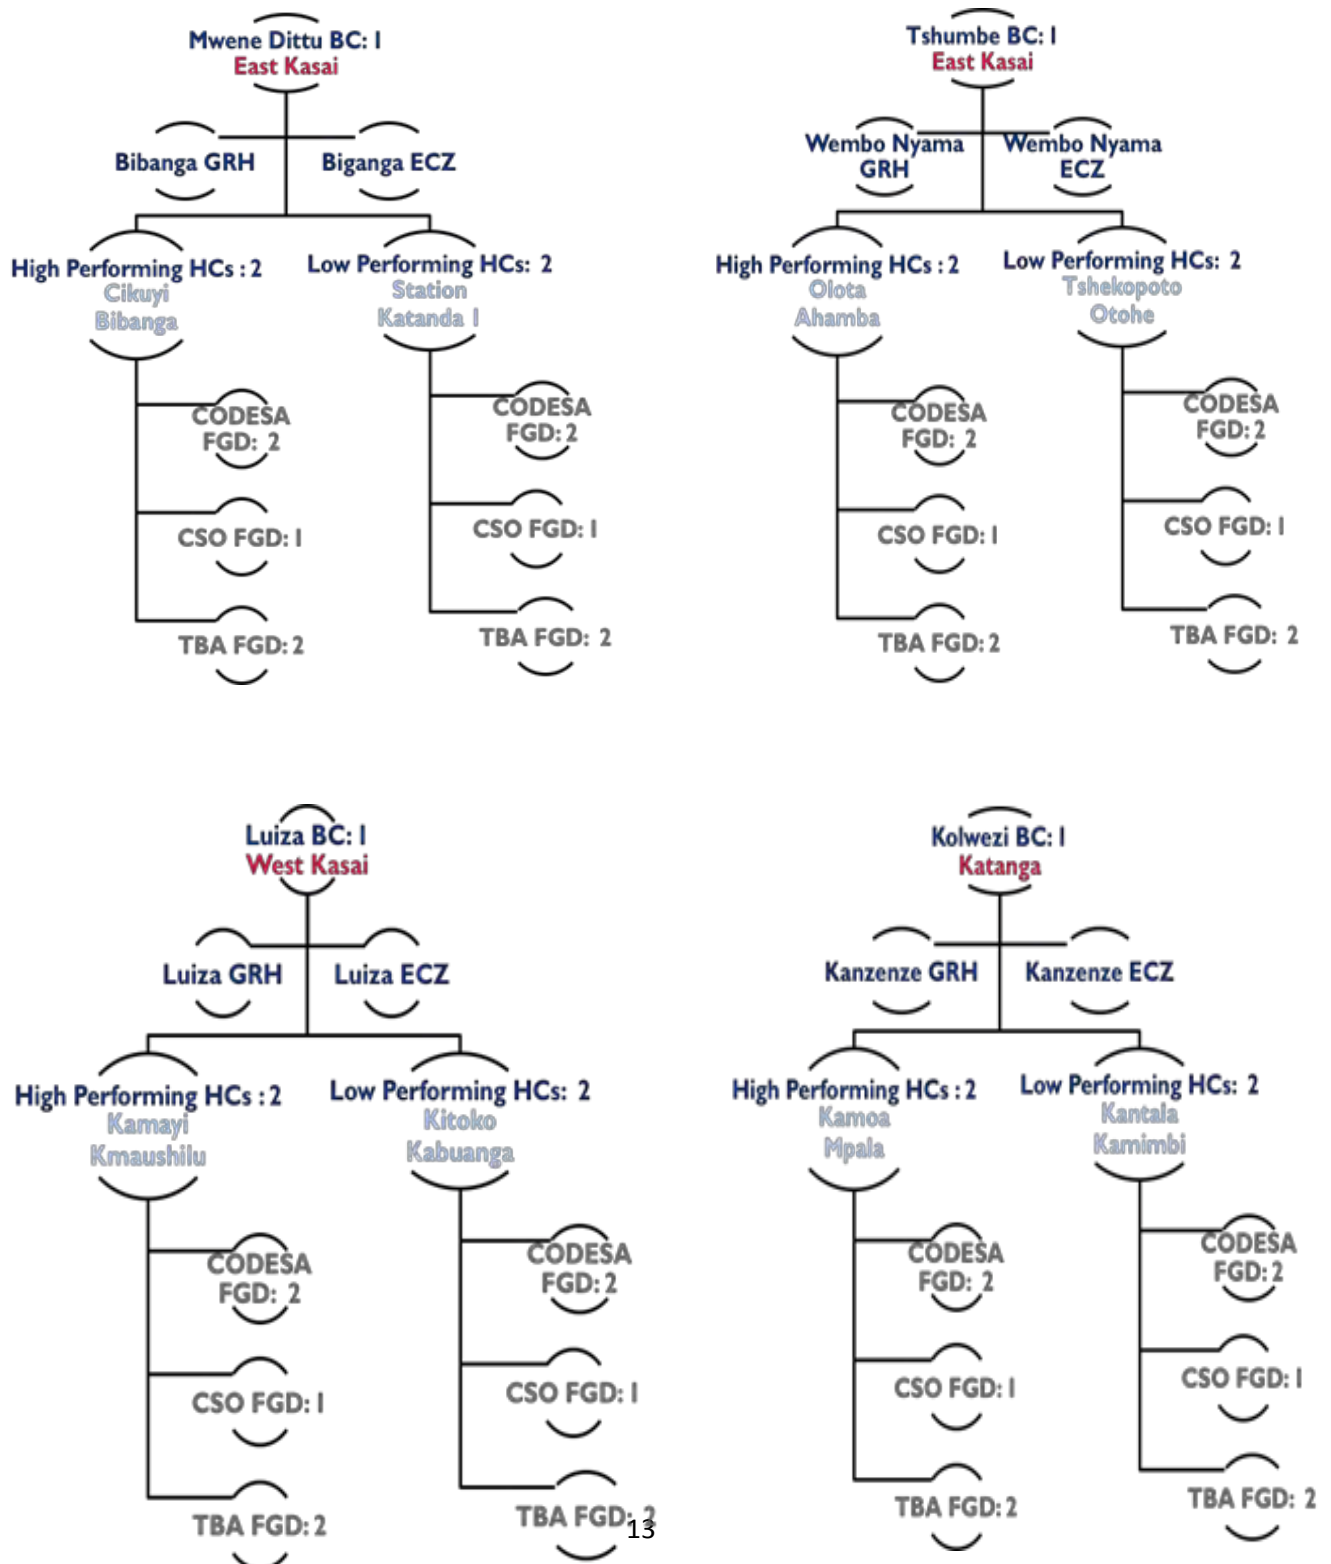 Mwene Dittu BC: 1
East Kasai
Bibanga GRH
Biganga ECZ
High Performing HCs : 2
Cikuyi
Bibanga
Low Performing HCs: 2
Station
Katanda 1
CODESA
FGD: 2
CSO FGD: 1
TBA FGD: 2
CODESA
FGD: 2
CSO FGD: 1
TBA FGD: 2
Tshumbe BC: 1
East Kasai
Wembo Nyama
GRH
Wembo Nyama
ECZ
High Performing HCs : 2
Olota
Ahamba
Low Performing HCs: 2
Tshekopoto
Otohe
CODESA
FGD: 2
CSO FGD: 1
TBA FGD: 2
CODESA
FGD: 2
CSO FGD: 1
TBA FGD: 2
Luiza BC: 1
West Kasai
Luiza GRH
Luiza ECZ
High Performing HCs : 2
Kamayi
Kmaushilu
Low Performing HCs: 2
Kitoko
Kabuanga
CODESA
FGD: 2
CSO FGD: 1
TBA FGD: 2
CODESA
FGD: 2
CSO FGD: 1
TBA FGD: 2
Kolwezi BC: 1
Katanga
Kanzenze GRH
Kanzenze ECZ
High Performing HCs : 2
Kamoa
Mpala
Low Performing HCs: 2
Kantala
Kamimbi
CODESA
FGD: 2
CSO FGD: 1
TBA FGD: 2
CODESA
FGD: 2
CSO FGD: 1
TBA FGD: 2
13